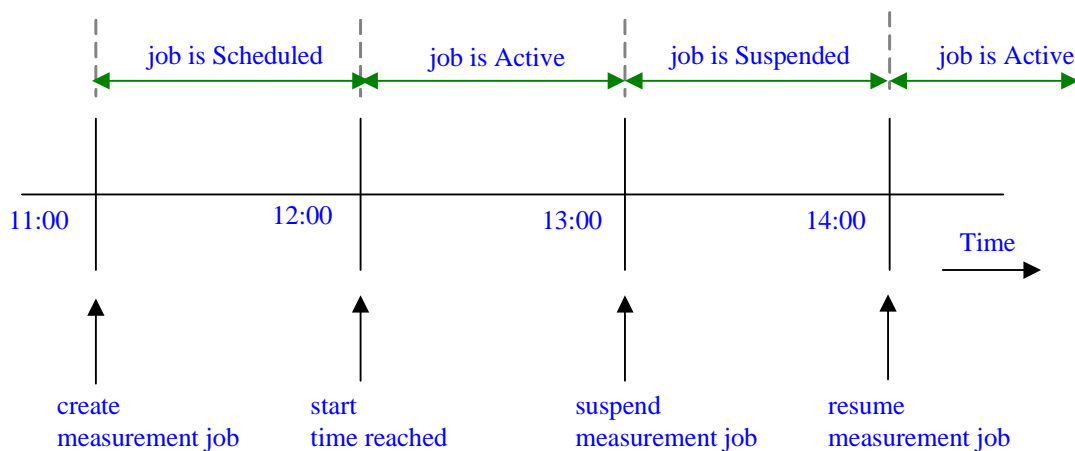 job is Scheduled
job is Active
job is Suspended
job is Active
11:00
12:00
13:00
14:00
Time
create
measurement job
start
time reached
suspend
measurement job
resume
measurement job